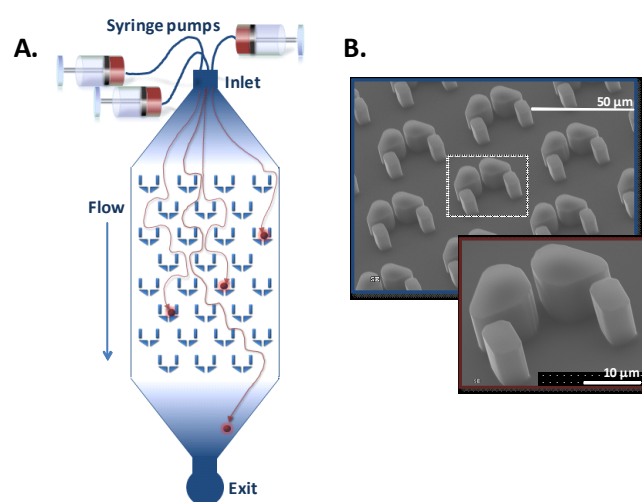 Syringe pumps
A.
Inlet
Flow
Exit
B.
50 µm
10 µm